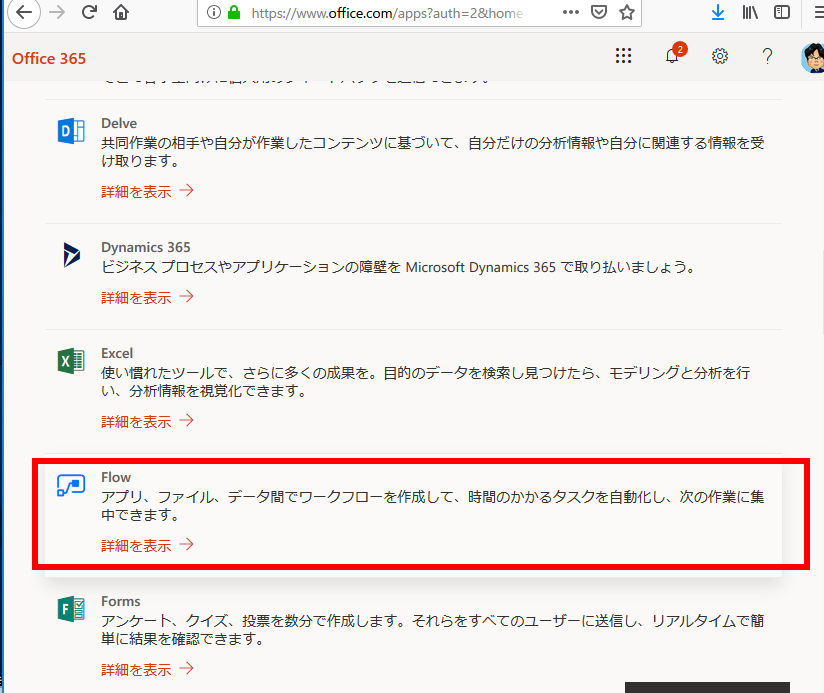 https://www.office.com/apps?auth=2&home
Office 365
2
Delve
共同作業の相手や自分が作業したコンテンツに基づいて、自分だけの分析情報や自分に関連する情報を受
け取ります。
詳細を表示 →
Dynamics 365
ビジネス プロセスやアプリケーションの障壁を Microsoft Dynamics 365 で取り払いましょう。
詳細を表示 →
Excel
使い慣れたツールで、さらに多くの成果を。目的のデータを検索し見つけたら、モデリングと分析を行
い、分析情報を視覚化できます。
詳細を表示 →
Flow
アプリ、ファイル、データ間でワークフローを作成して、時間のかかるタスクを自動化し、次の作業に集
中できます。
詳細を表示 →
Forms
アンケート、クイズ、投票を数分で作成します。それらをすべてのユーザーに送信し、リアルタイムで簡
単に結果を確認できます。
詳細を表示 →